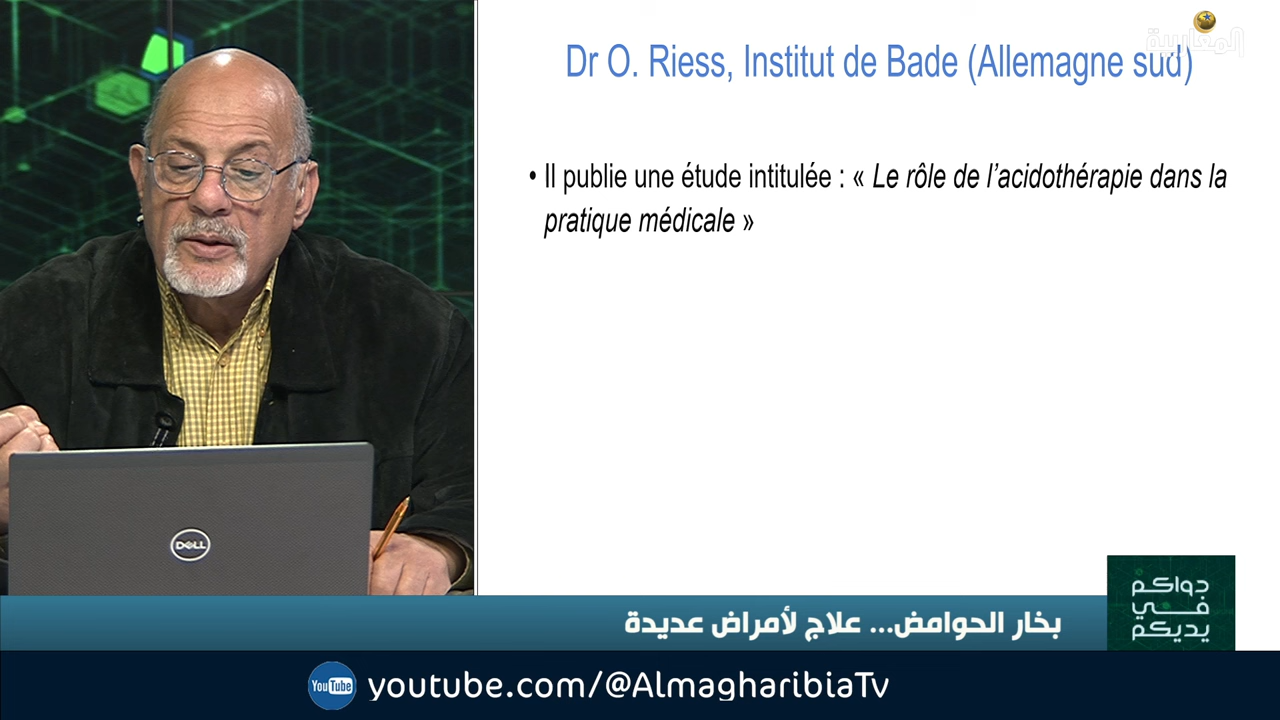 المغاربية
Dr O. Riess, Institut de Bade (Allemagne sud)
• Il publie une étude intitulée : « Le rôle de l’acidothérapie dans la
pratique médicale »
DELL
دواكم
في
يديكم
بخار الحوامض... علاج لأمراض عديدة
YouTube youtube.com/@AlmagharibiaTv